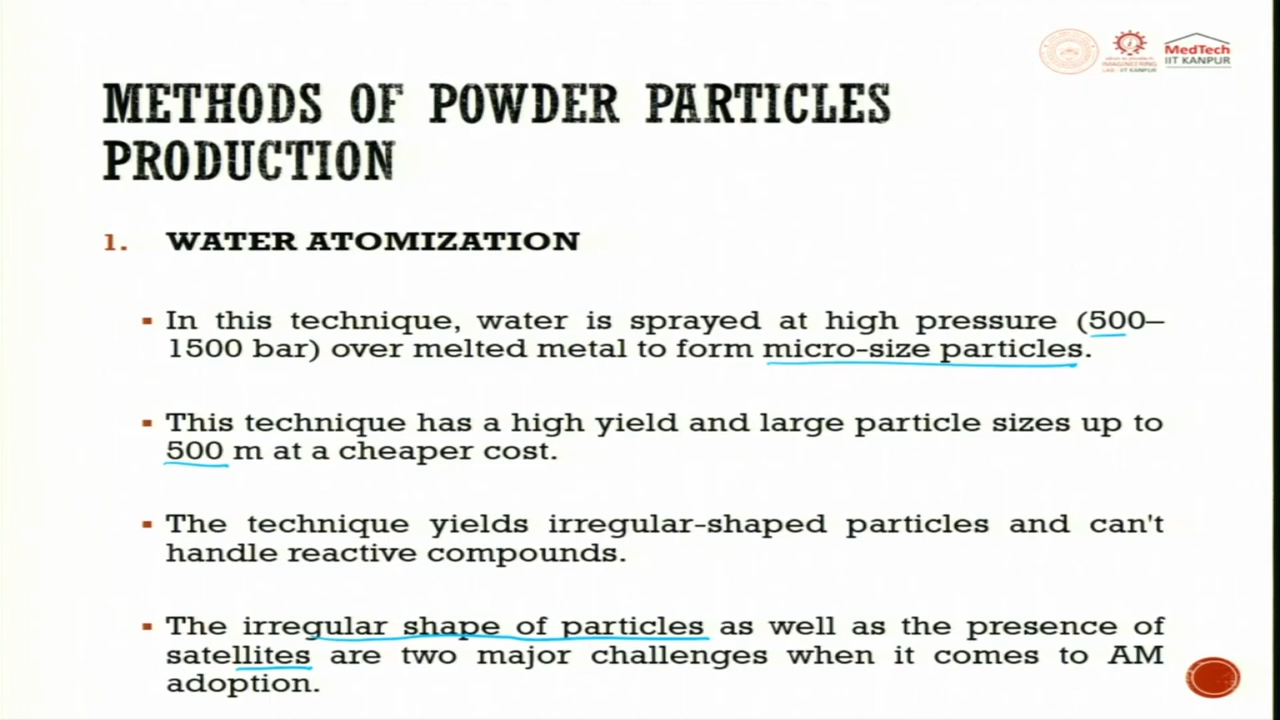 MedTech
IIT KANPUR
METHODS OF POWDER PARTICLES
PRODUCTION
1. WATER ATOMIZATION
In this technique, water is sprayed at high pressure (500–
1500 bar) over melted metal to form micro-size particles.
This technique has a high yield and large particle sizes up to
500 m at a cheaper cost.
The technique yields irregular-shaped particles and can't
handle reactive compounds.
The irregular shape of particles as well as the presence of
satellites are two major challenges when it comes to AM
adoption.